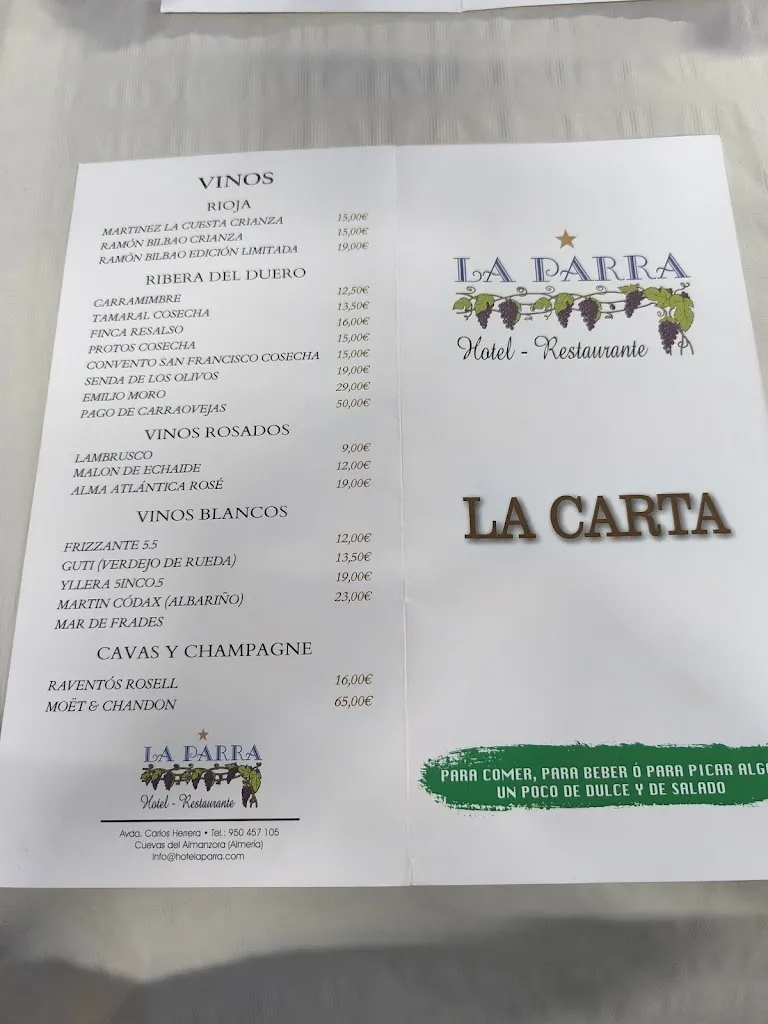 VINOS
RIOJA
MARTINEZ LA CUESTA CRIANZA 15,00€
RAMÓN BILBAO CRIANZA 15,00€
RAMÓN BILBAO EDICIÓN LIMITADA 19,00€
RIBERA DEL DUERO
CARRAMIMBRE 12,50€
TAMARAL COSECHA 13,50€
FINCA RESALSO 16,00€
PROTOS COSECHA 15,00€
CONVENTO SAN FRANCISCO COSECHA 15,00€
SENDA DE LOS OLIVOS 19,00€
EMILIO MORO 29,00€
PAGO DE CARRAOVEJAS 50,00€
VINOS ROSADOS
LAMBRUSCO 9,00€
MALON DE ECHAIDE 12,00€
ALMA ATLÁNTICA ROSÉ 19,00€
VINOS BLANCOS
FRIZZANTE 5.5 12,00€
GUTI (VERDEJO DE RUEDA) 13,50€
YLLERA 5INCO.5 19,00€
MARTIN CÓDAX (ALBARIÑO) 23,00€
MAR DE FRADES
CAVAS Y CHAMPAGNE
RAVENTÓS ROSELL 16,00€
MOËT & CHANDON 65,00€
LA PARRA
Hotel - Restaurante
Avda. Carlos Herrera • Tel.: 950 457 105
Cuevas del Almanzora (Almería)
Info@hotelaparra.com
LA PARRA
Hotel - Restaurante
LA CARTA
PARA COMER, PARA BEBER Ó PARA PICAR
UN POCO DE DULCE Y DE SALADO